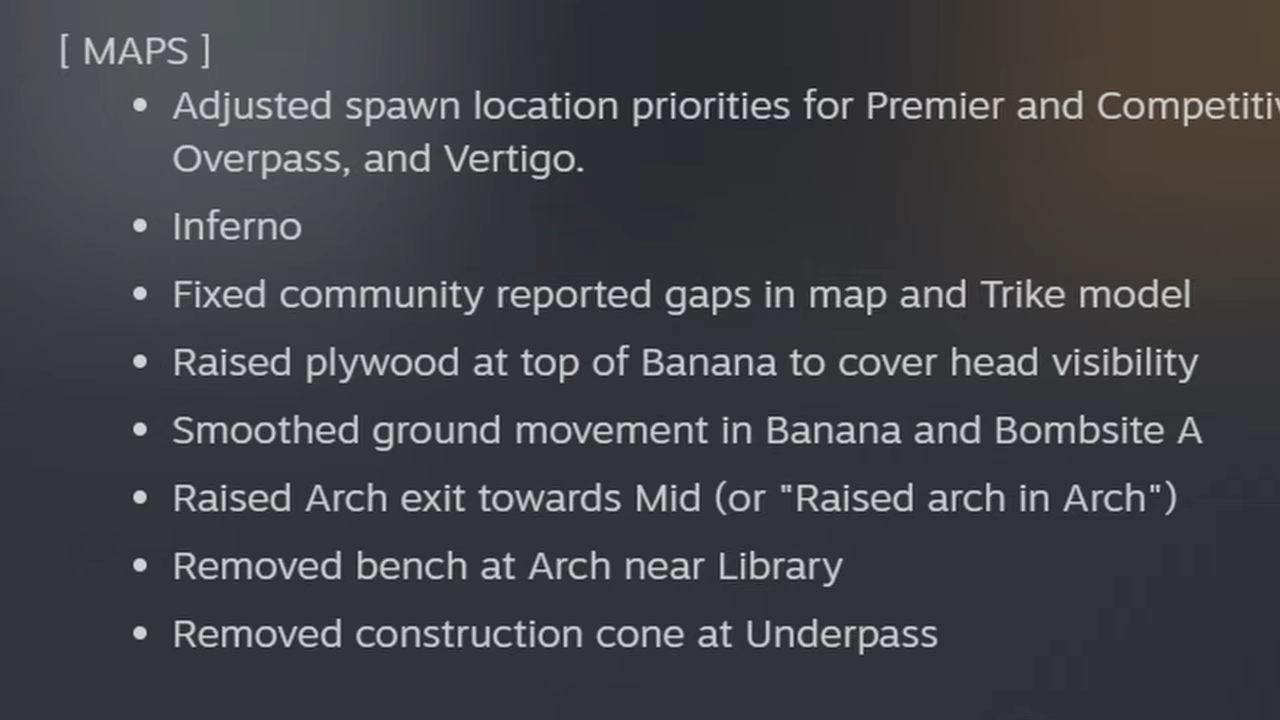 [ MAPS ]
• Adjusted spawn location priorities for Premier and
Overpass, and Vertigo.
• Inferno
• Fixed community reported gaps in map and Trike model
• Raised plywood at top of Banana to cover head visibility
• Smoothed ground movement in Banana and Bombsite A
• Raised Arch exit towards Mid (or "Raised arch in Arch")
• Removed bench at Arch near Library
• Removed construction cone at Underpass